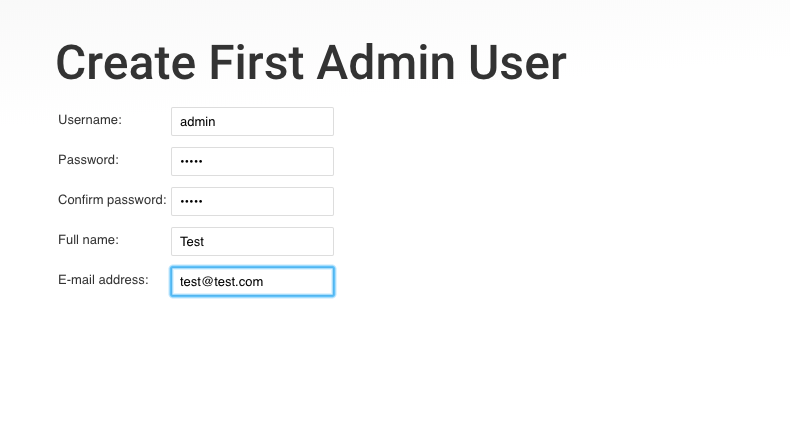 Create First Admin User
Username: admin
Password: •••••
Confirm password: •••••
Full name: Test
E-mail address: test@test.com